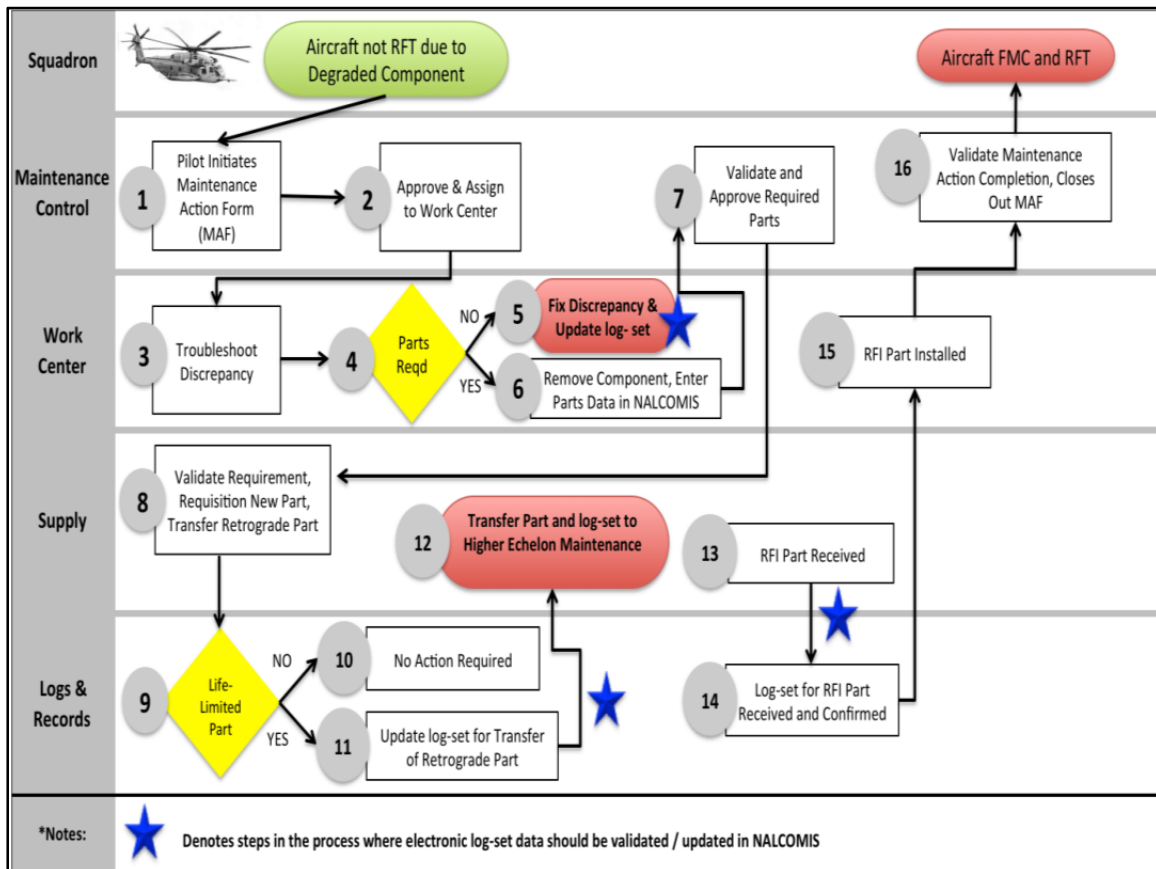 Squadron
Aircraft not RFT due to
Degraded Component
Aircraft FMC and RFT
Maintenance
Control
1
Pilot Initiates
Maintenance
Action Form
(MAF)
2
Approve & Assign
to Work Center
7
Validate and
Approve Required
Parts
16
Validate Maintenance
Action Completion, Closes
Out MAF
Work
Center
3
Troubleshoot
Discrepancy
4
Parts
Reqd
NO
YES
5
Fix Discrepancy &
Update log- set
6
Remove Component, Enter
Parts Data in NALCOMIS
15
RFI Part Installed
Supply
8
Validate Requirement,
Requisition New Part,
Transfer Retrograde Part
12
Transfer Part and log-set to
Higher Echelon Maintenance
13
RFI Part Received
Logs &
Records
9
Life-
Limited
Part
NO
YES
10
No Action Required
11
Update log-set for Transfer
of Retrograde Part
14
Log-set for RFI Part
Received and Confirmed
*Notes:
Denotes steps in the process where electronic log-set data should be validated / updated in NALCOMIS